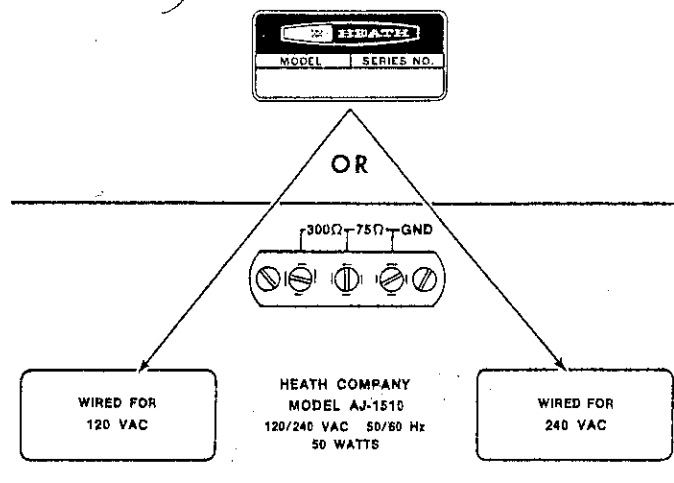 HEATH
MODEL SERIES NO.
OR
300Ω 75Ω GND
WIRED FOR
120 VAC
HEATH COMPANY
MODEL AJ-1510
120/240 VAC 50/60 Hz
50 WATTS
WIRED FOR
240 VAC